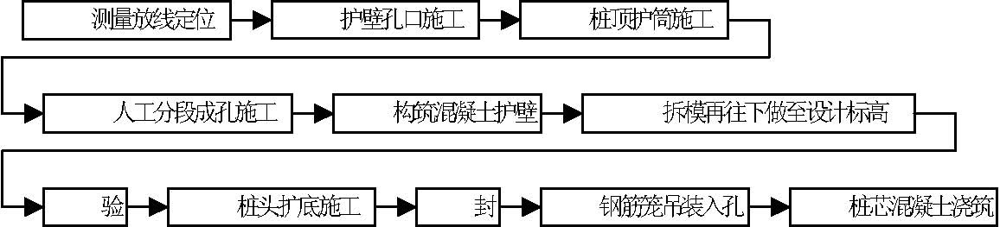 测量放线定位 护壁孔口施工 桩顶护筒施工
人工分段成孔施工 构筑混凝土护壁 拆模再往下做至设计标高
验 桩头扩底施工 封 钢筋笼吊装入孔 桩芯混凝土浇筑